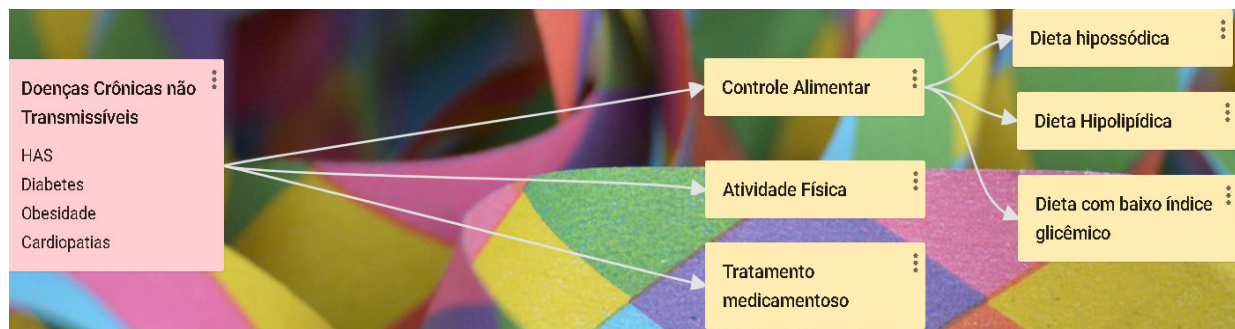 Doenças Crônicas não
Transmissíveis
HAS
Diabetes
Obesidade
Cardiopatias
Controle Alimentar
Atividade Física
Tratamento
medicamentoso
Dieta hipossódica
Dieta Hipolipídica
Dieta com baixo índice
glicêmico